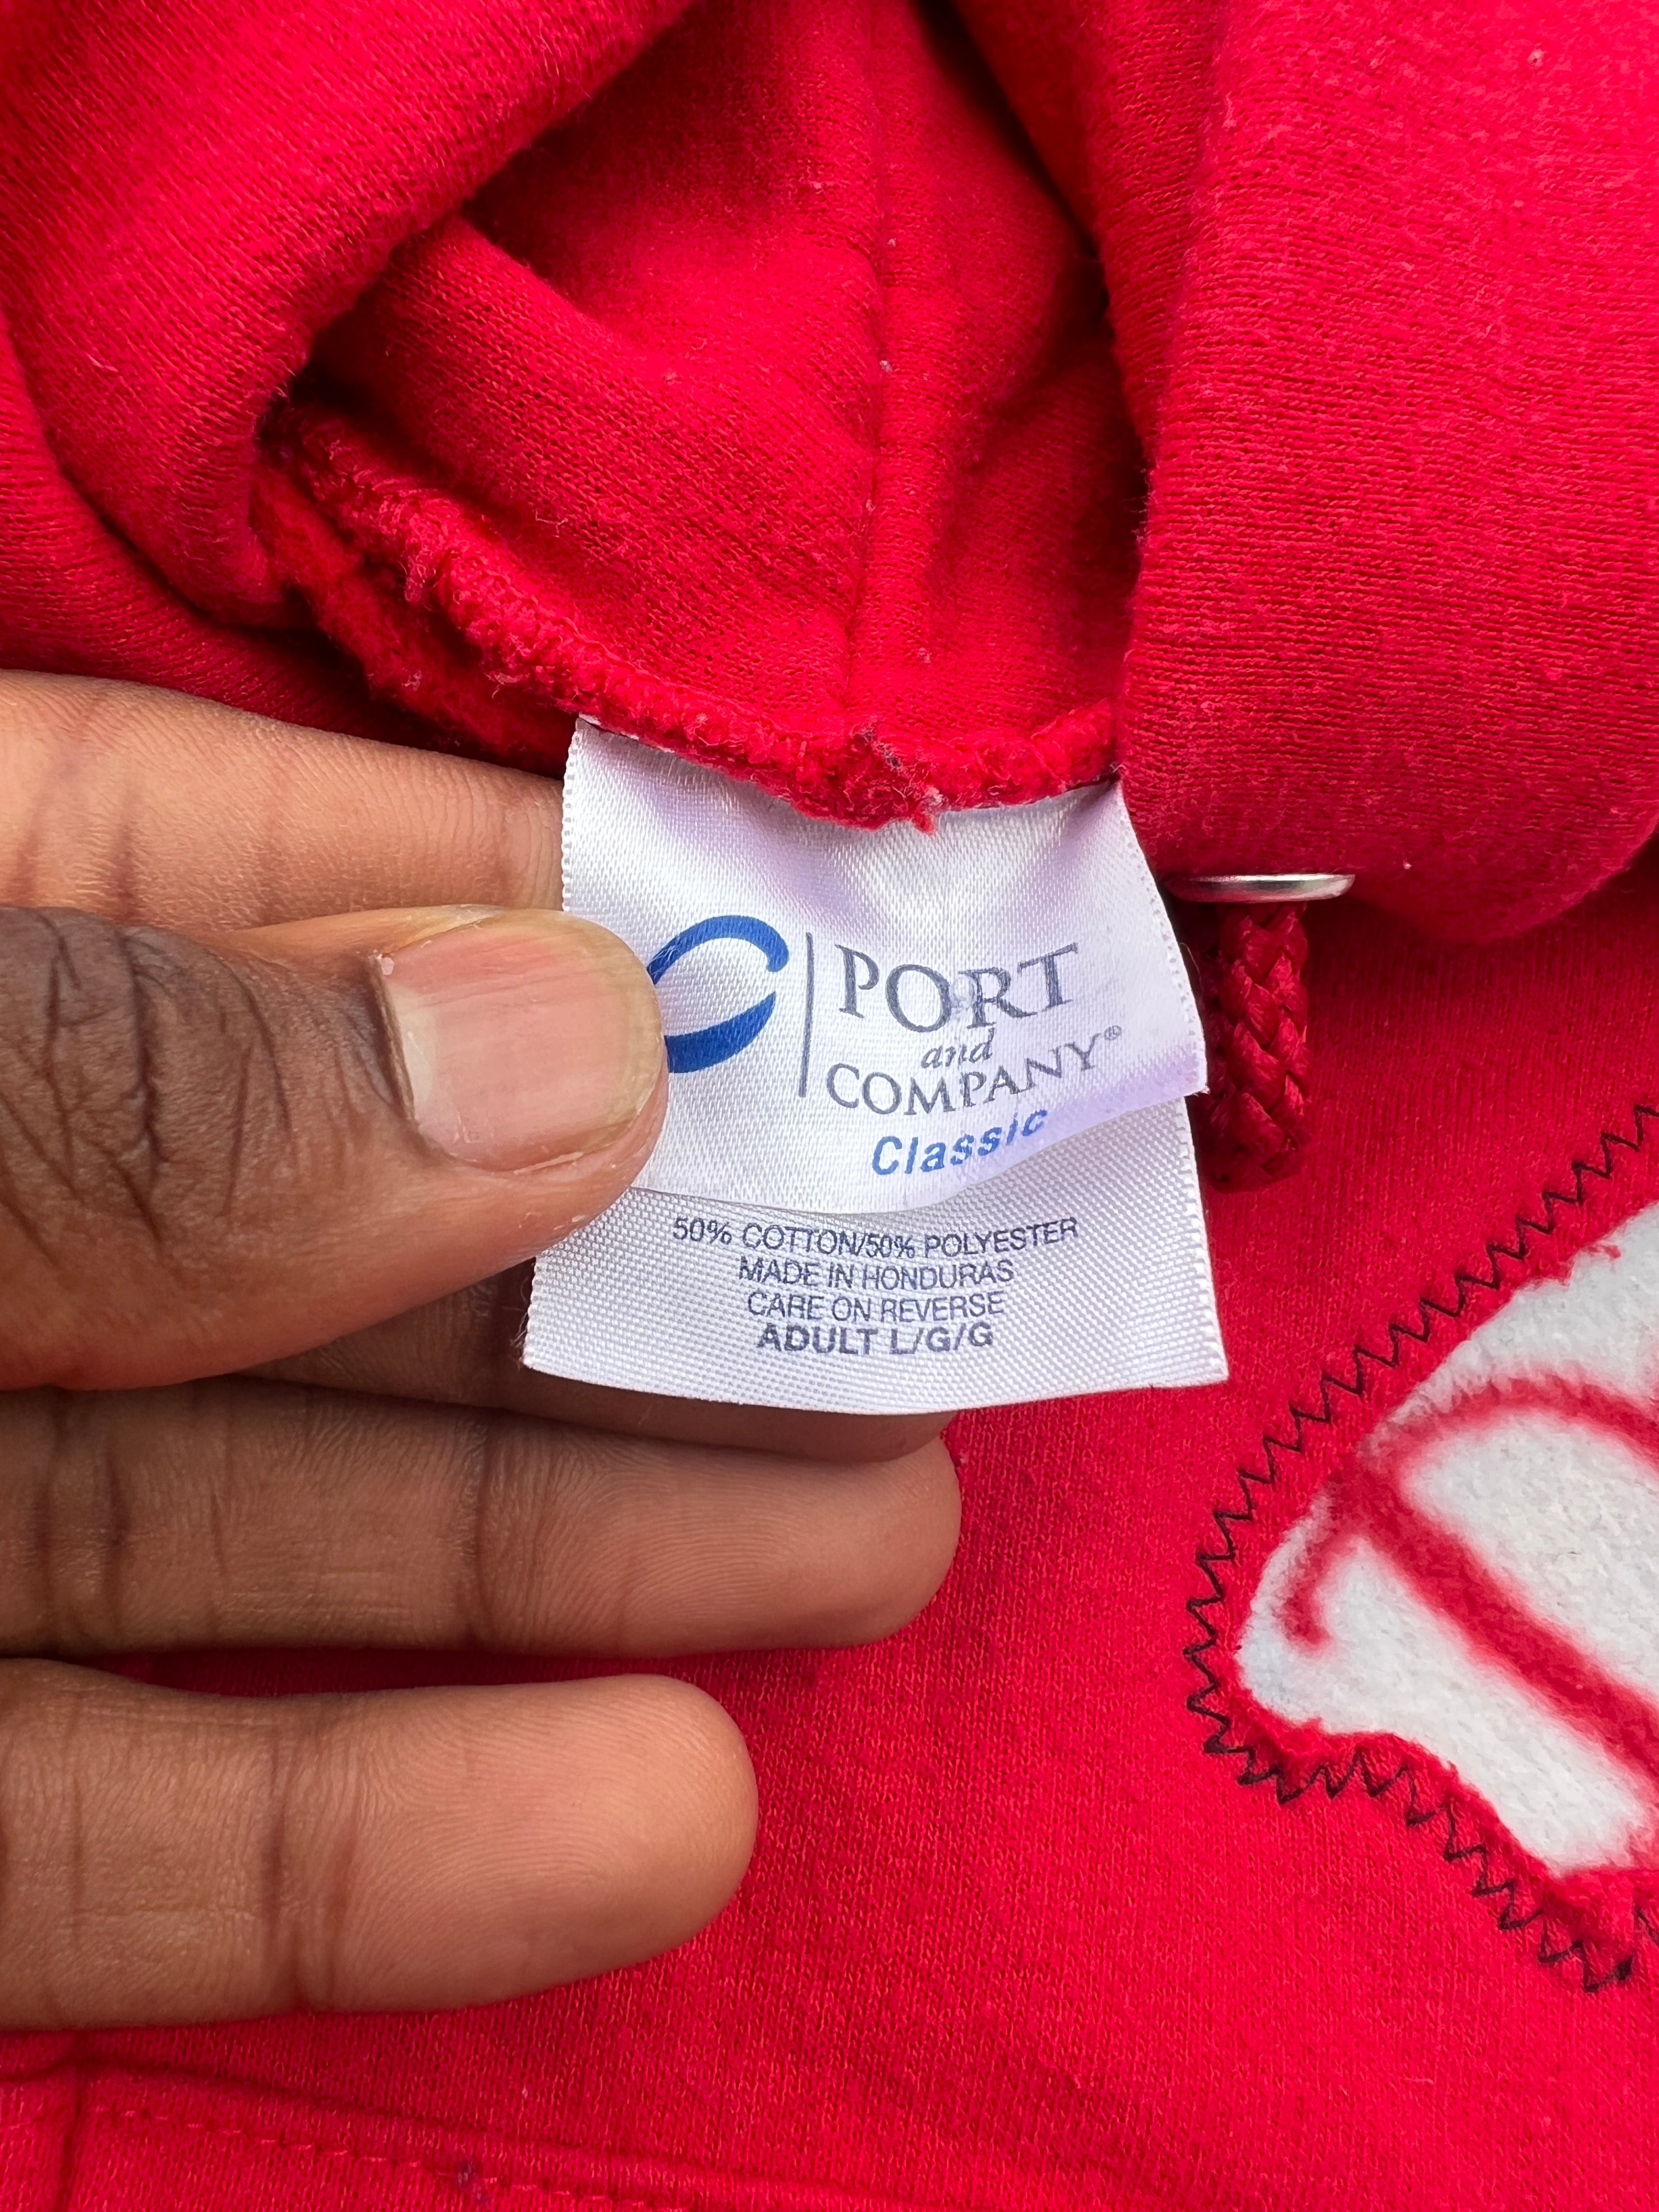 PORT
and
COMPANY®
Classic
50% COTTON/50% POLYESTER
MADE IN HONDURAS
CARE ON REVERSE
ADULT L/G/G